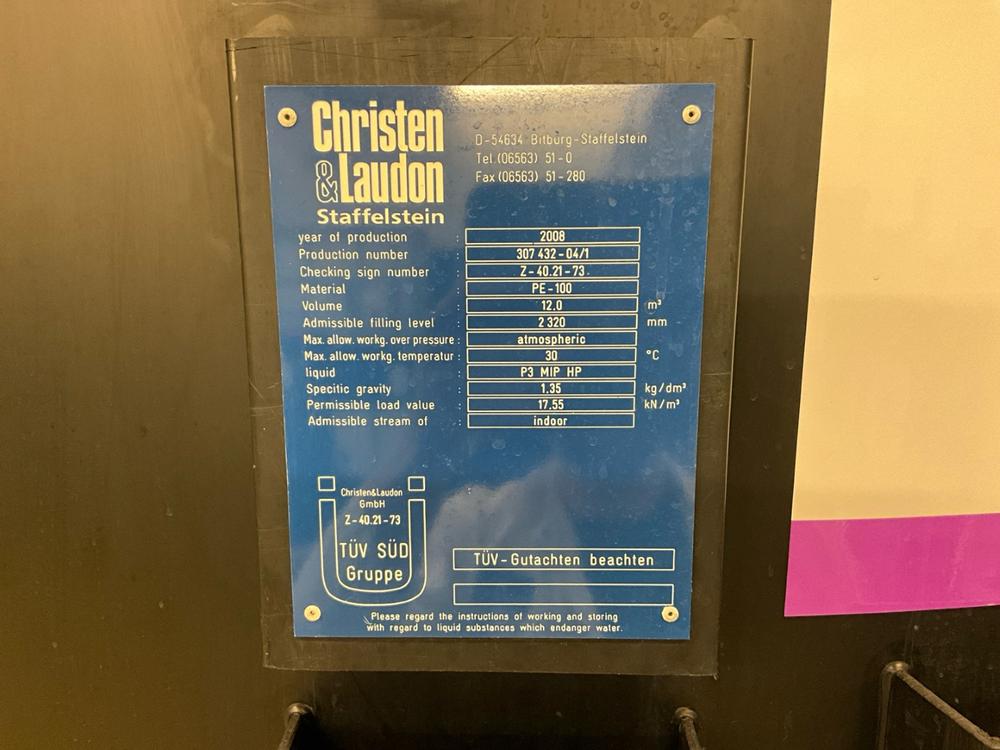 Christen
&Laudon
Staffelstein
D-54634 Bitburg-Staffelstein
Tel.(06563) 51-0
Fax(06563) 51-280
year of production : 2008
Production number : 307 432-04/1
Checking sign number : Z-40.21-73.
Material : PE-100
Volume : 12.0 m³
Admissible filling level : 2 320 mm
Max. allow. workg. over pressure : atmospheric
Max. allow. workg. temperatur : 30 °C
liquid : P3 MIP HP
Specitic gravity : 1.35 kg/dm³
Permissible load value : 17.55 kN/m³
Admissible stream of : indoor
Christen&Laudon
GmbH
Z-40.21-73
TÜV SÜD
Gruppe
TÜV-Gutachten beachten
Please regard the instructions of working and storing
with regard to liquid substances which endanger water.